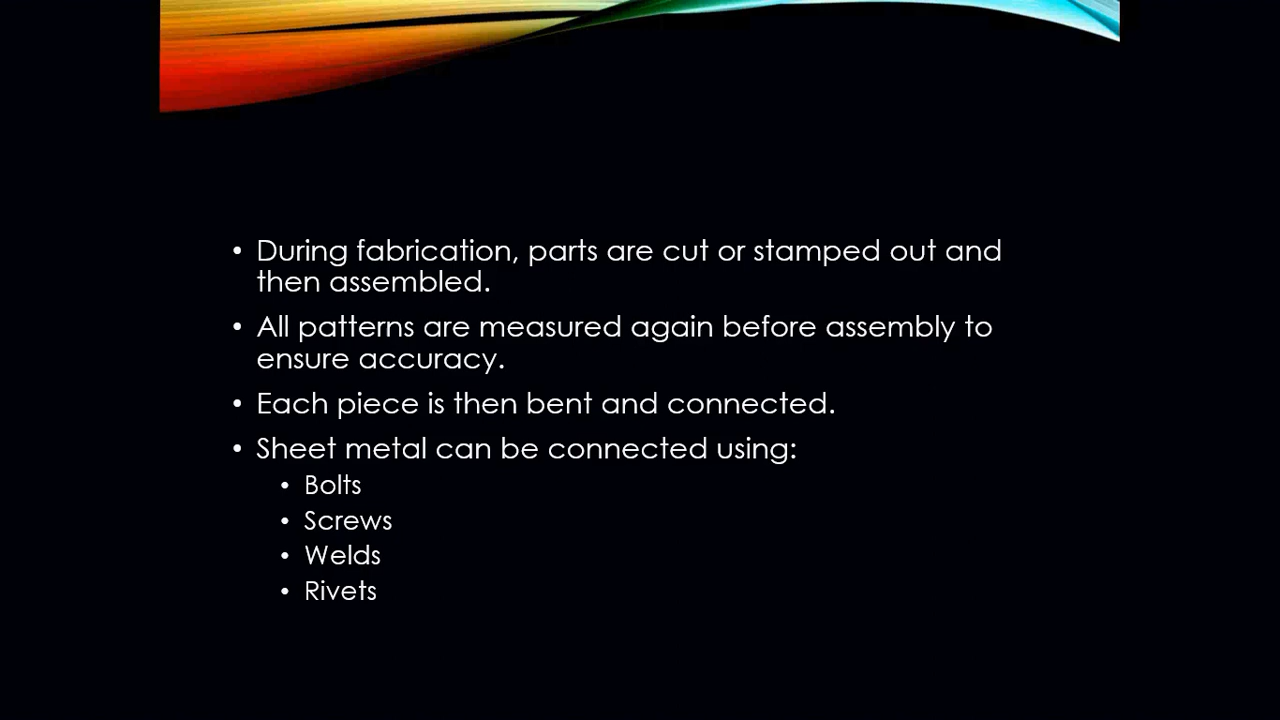 • During fabrication, parts are cut or stamped out and
then assembled.
• All patterns are measured again before assembly to
ensure accuracy.
• Each piece is then bent and connected.
• Sheet metal can be connected using:
• Bolts
• Screws
• Welds
• Rivets